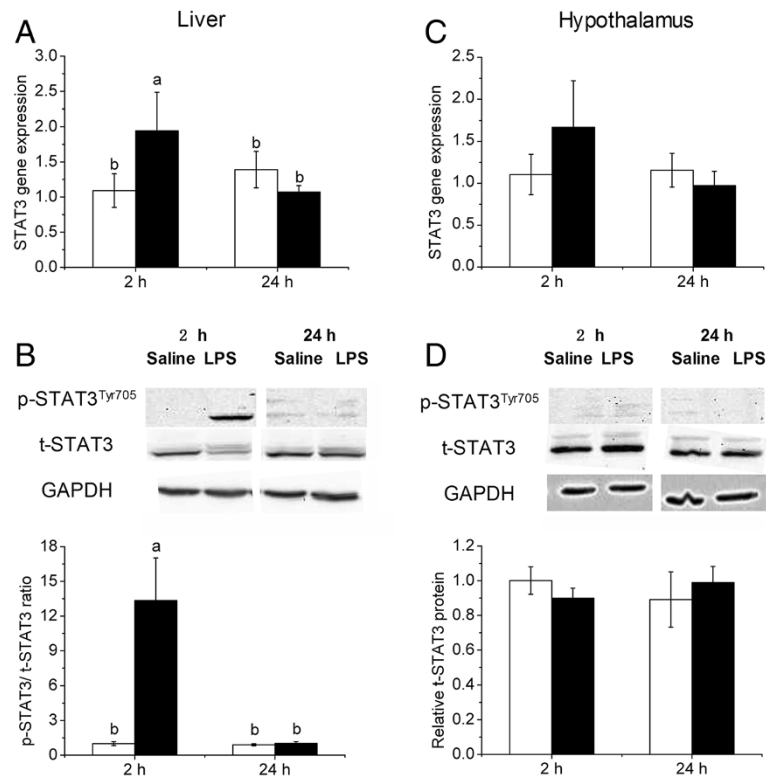 A
Liver
STAT3 gene expression
3.0
2.5
2.0
1.5
1.0
0.5
0.0
b
a
b
b
2 h
24 h
C
Hypothalamus
STAT3 gene expression
2.5
2.0
1.5
1.0
0.5
0.0
2 h
24 h
B
2 h
24 h
Saline LPS
Saline LPS
p-STAT3Tyr705
t-STAT3
GAPDH
p-STAT3/ t-STAT3 ratio
18
15
12
9
6
3
0
b
a
b
b
2 h
24 h
D
2 h
24 h
Saline LPS
Saline LPS
p-STAT3Tyr705
t-STAT3
GAPDH
Relative t-STAT3 protein
1.2
1.0
0.8
0.6
0.4
0.2
0.0
2 h
24 h